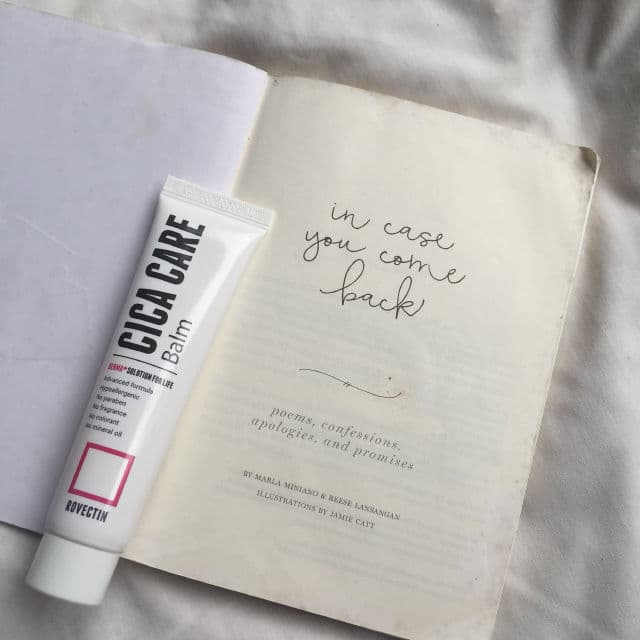 CICA CARE
Balm
DERMA+SOLUTION FOR LIFE
Advanced formula
Hypoallergenic
No paraben
No fragrance
No colorant
No mineral oil
ROVECTIN
in case
you come
back
poems, confessions,
apologies, and promises
BY MARLA MINIANO & REESE LANSANGAN
ILLUSTRATIONS BY JAMIE CATT